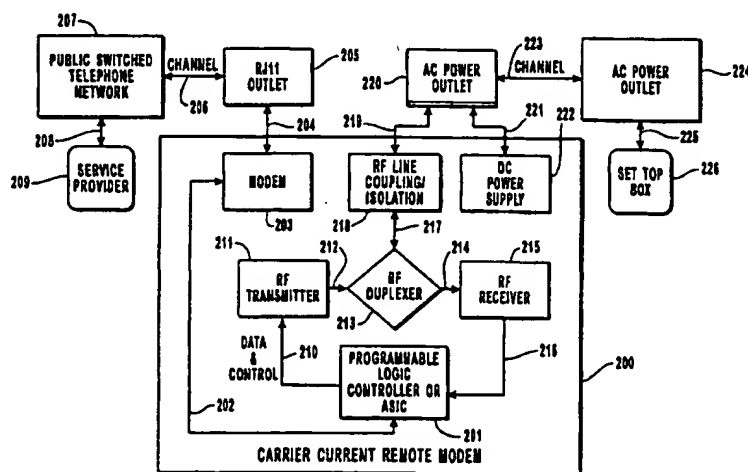 207
PUBLIC SWITCHED
TELEPHONE
NETWORK
CHANNEL
206
RJ11
OUTLET
205
220
AC POWER
OUTLET
223
CHANNEL
AC POWER
OUTLET
224
208
204
219
221
225
209
SERVICE
PROVIDER
MODEM
203
RF LINE
COUPLING/
ISOLATION
218
DC
POWER
SUPPLY
222
SET TOP
BOX
226
217
211
RF
TRANSMITTER
212
RF
DUPLEXER
213
214
215
RF
RECEIVER
DATA
&
CONTROL
210
216
PROGRAMMABLE
LOGIC
CONTROLLER OR
ASIC
201
202
200
CARRIER CURRENT REMOTE MODEM